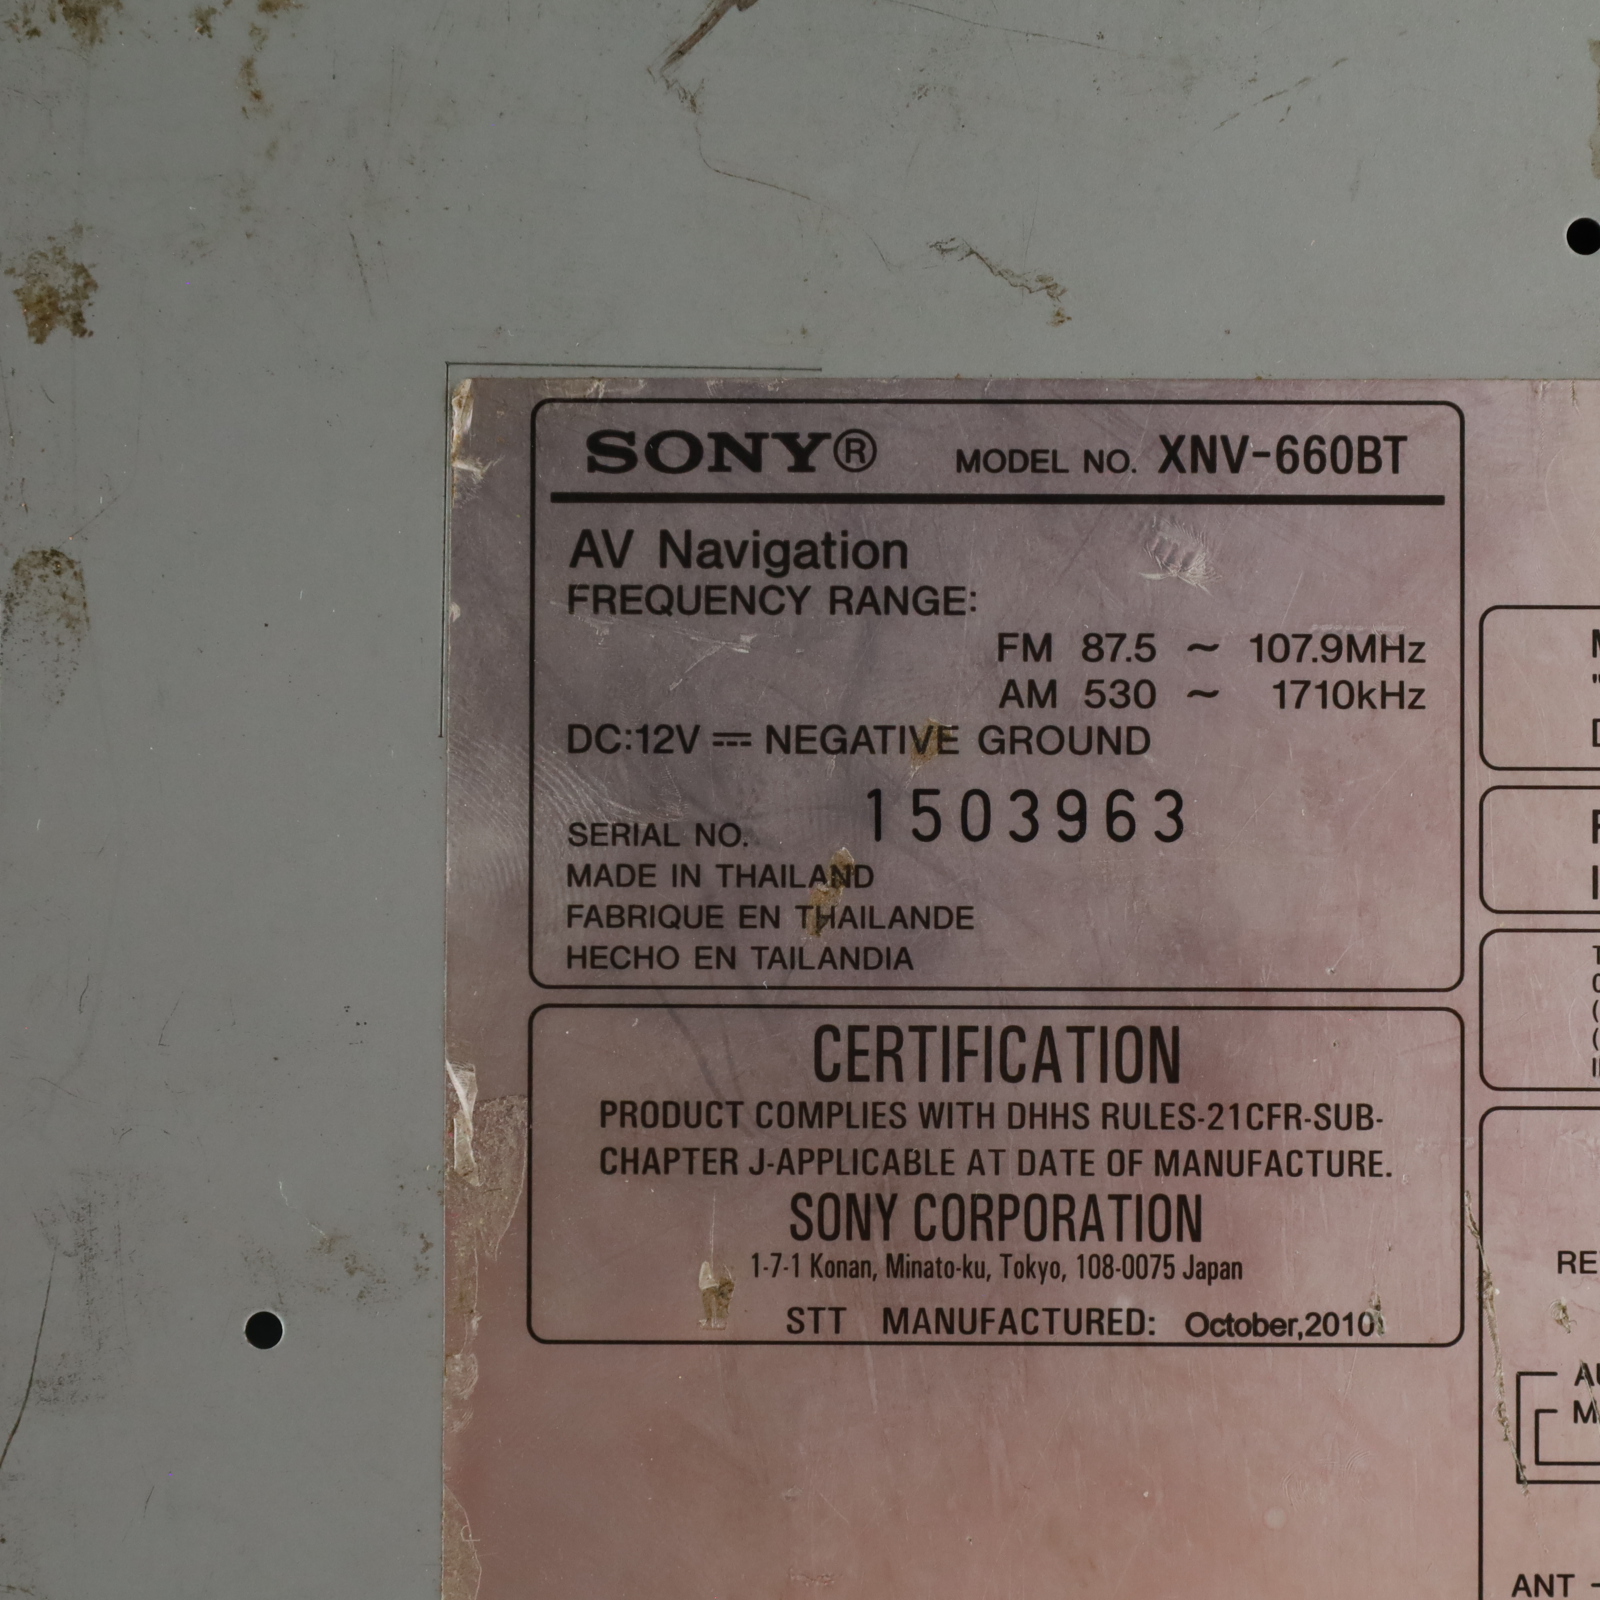 SONY® MODEL NO. XNV-660BT
AV Navigation
FREQUENCY RANGE:
FM 87.5 ~ 107.9MHz
AM 530 ~ 1710kHz
DC:12V ⎓ NEGATIVE GROUND
SERIAL NO. 1503963
MADE IN THAILAND
FABRIQUE EN THAILANDE
HECHO EN TAILANDIA
CERTIFICATION
PRODUCT COMPLIES WITH DHHS RULES-21CFR-SUB-
CHAPTER J-APPLICABLE AT DATE OF MANUFACTURE.
SONY CORPORATION
1-7-1 Konan, Minato-ku, Tokyo, 108-0075 Japan
STT MANUFACTURED: October,2010
ANT